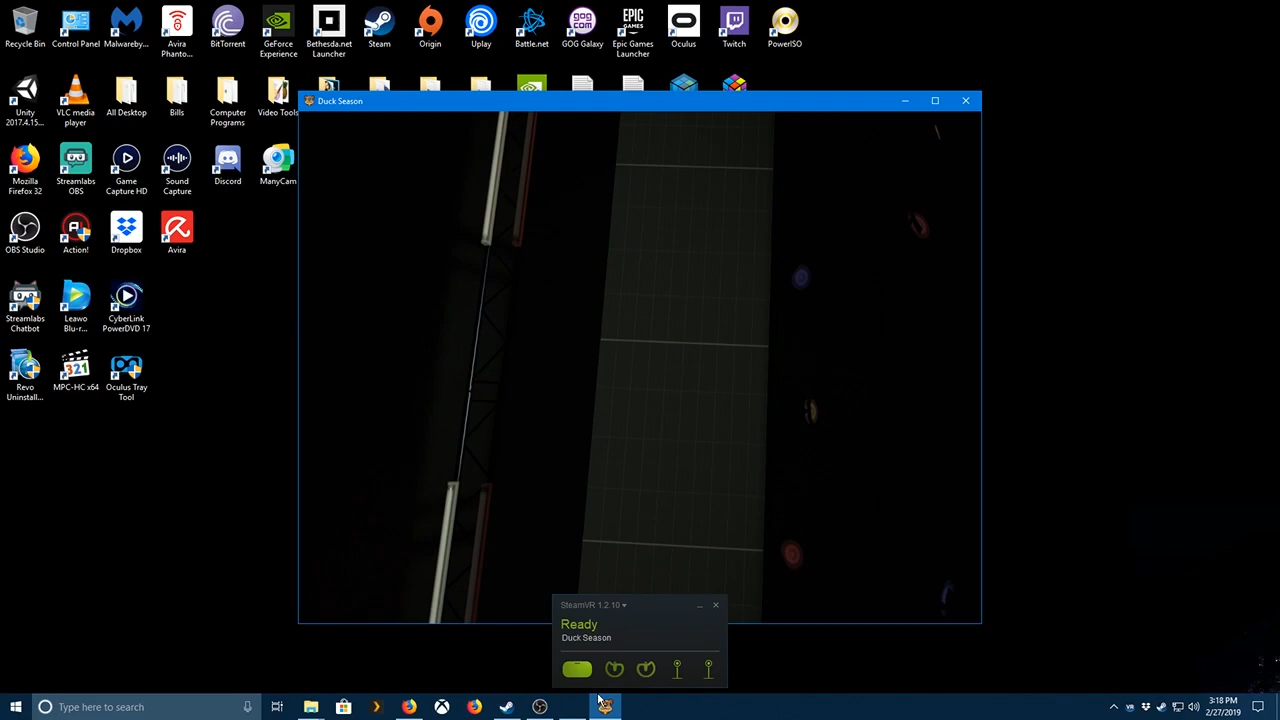 Recycle Bin
Control Panel
Malwareby...
Avira
Phanto...
BitTorrent
GeForce
Experience
Bethesda.net
Launcher
Steam
Origin
Uplay
Battle.net
GOG
COM
GOG Galaxy
EPIC
GAMES
Epic Games
Launcher
Oculus
Twitch
PowerISO
Unity
2017.4.15...
VLC media
player
All Desktop
Bills
Computer
Programs
Video Tools
Duck Season
Mozilla
Firefox 32
Streamlabs
OBS
Game
Capture HD
Sound
Capture
Discord
ManyCam
OBS Studio
Action!
Dropbox
Avira
Streamlabs
Chatbot
Leawo
Blu-r...
CyberLink
PowerDVD 17
321
Revo
Uninstall...
MPC-HC x64
Oculus Tray
Tool
SteamVR 1.2.10
Ready
Duck Season
Type here to search
3:18 PM
2/27/2019